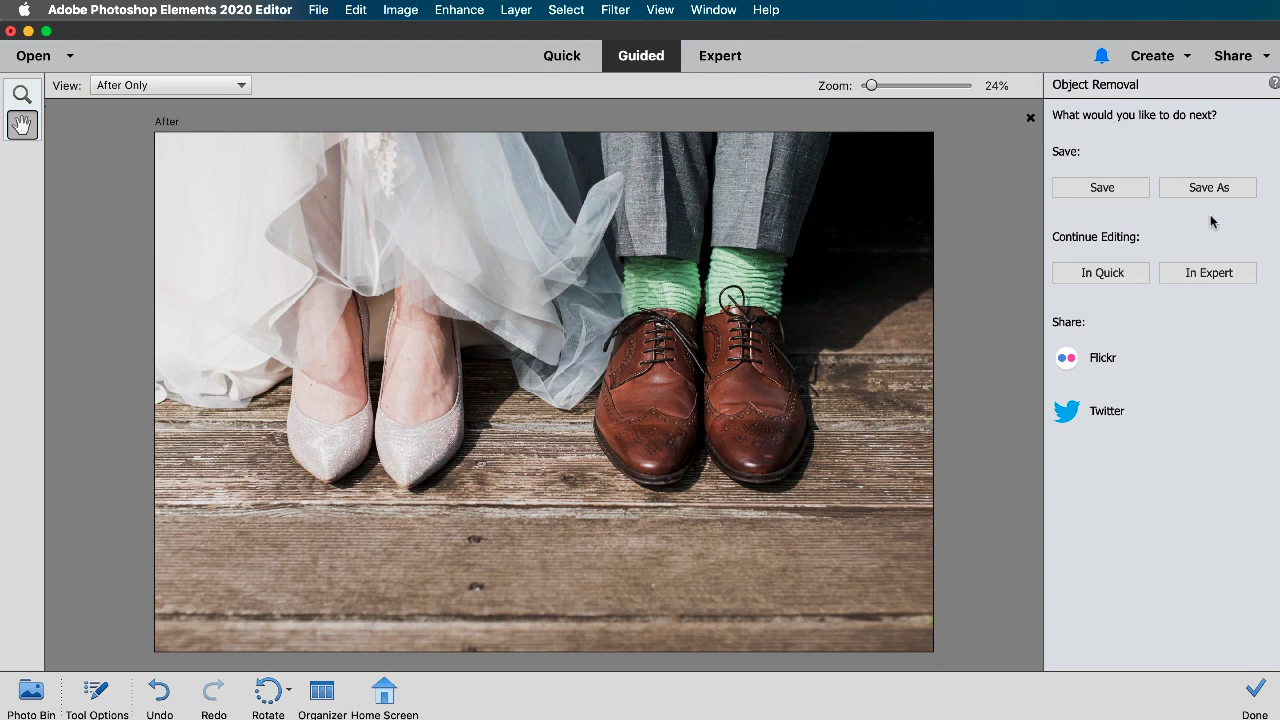 Adobe Photoshop Elements 2020 Editor File Edit Image Enhance Layer Select Filter View Window Help
Open Quick Guided Expert Create Share
View: After Only Zoom: 24% Object Removal ?
After
What would you like to do next?
Save:
Save Save As
Continue Editing:
In Quick In Expert
Share:
Flickr
Twitter
Photo Bin Tool Options Undo Redo Rotate Organizer Home Screen Done